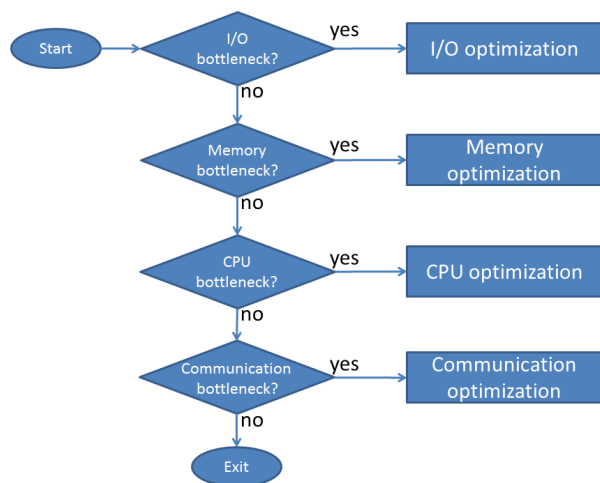 Start
I/O
bottleneck?
yes
I/O optimization
no
Memory
bottleneck?
yes
Memory
optimization
no
CPU
bottleneck?
yes
CPU optimization
no
Communication
bottleneck?
yes
Communication
optimization
no
Exit